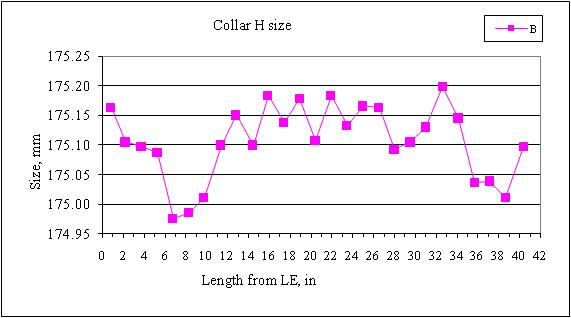 Collar H size
B
175.25
175.20
175.15
175.10
175.05
175.00
174.95
Size, mm
0 2 4 6 8 10 12 14 16 18 20 22 24 26 28 30 32 34 36 38 40 42
Length from LE, in